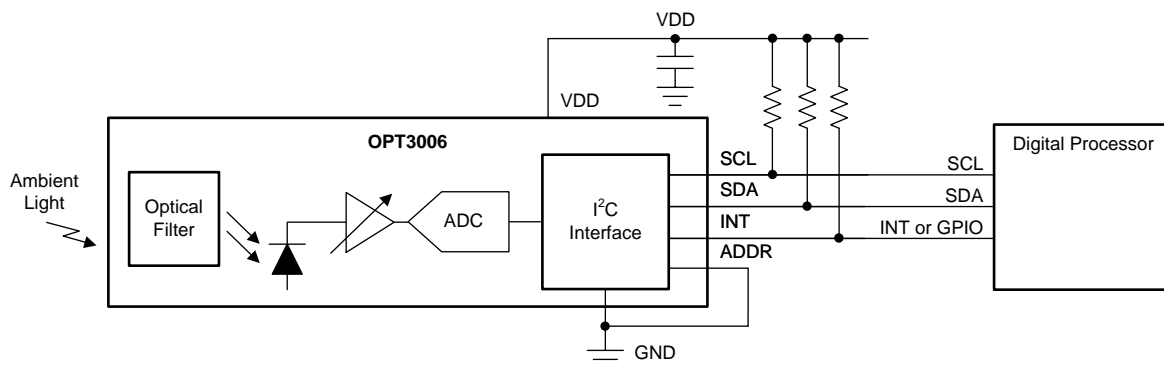 VDD
VDD
OPT3006
Digital Processor
Ambient
Light
Optical
Filter
ADC
I²C
Interface
SCL
SDA
INT
ADDR
SCL
SDA
INT or GPIO
GND